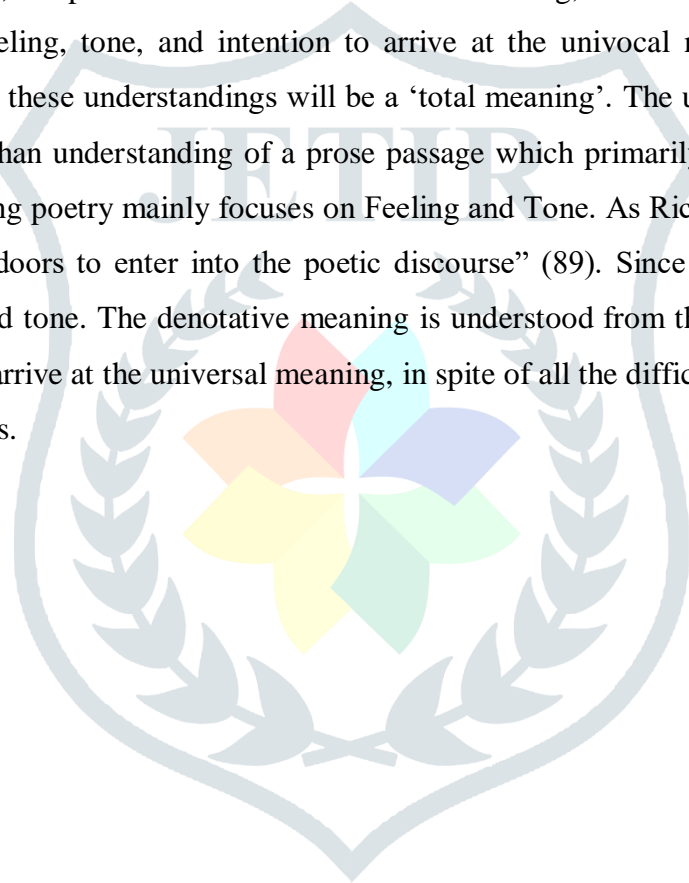 eling, tone, and intention to arrive at the univocal
these understandings will be a ‘total meaning’. The
JETIR
han understanding of a prose passage which primarily
ng poetry mainly focuses on Feeling and Tone. As Ric
doors to enter into the poetic discourse” (89). Since
d tone. The denotative meaning is understood from th
arrive at the universal meaning, in spite of all the diffic
s.